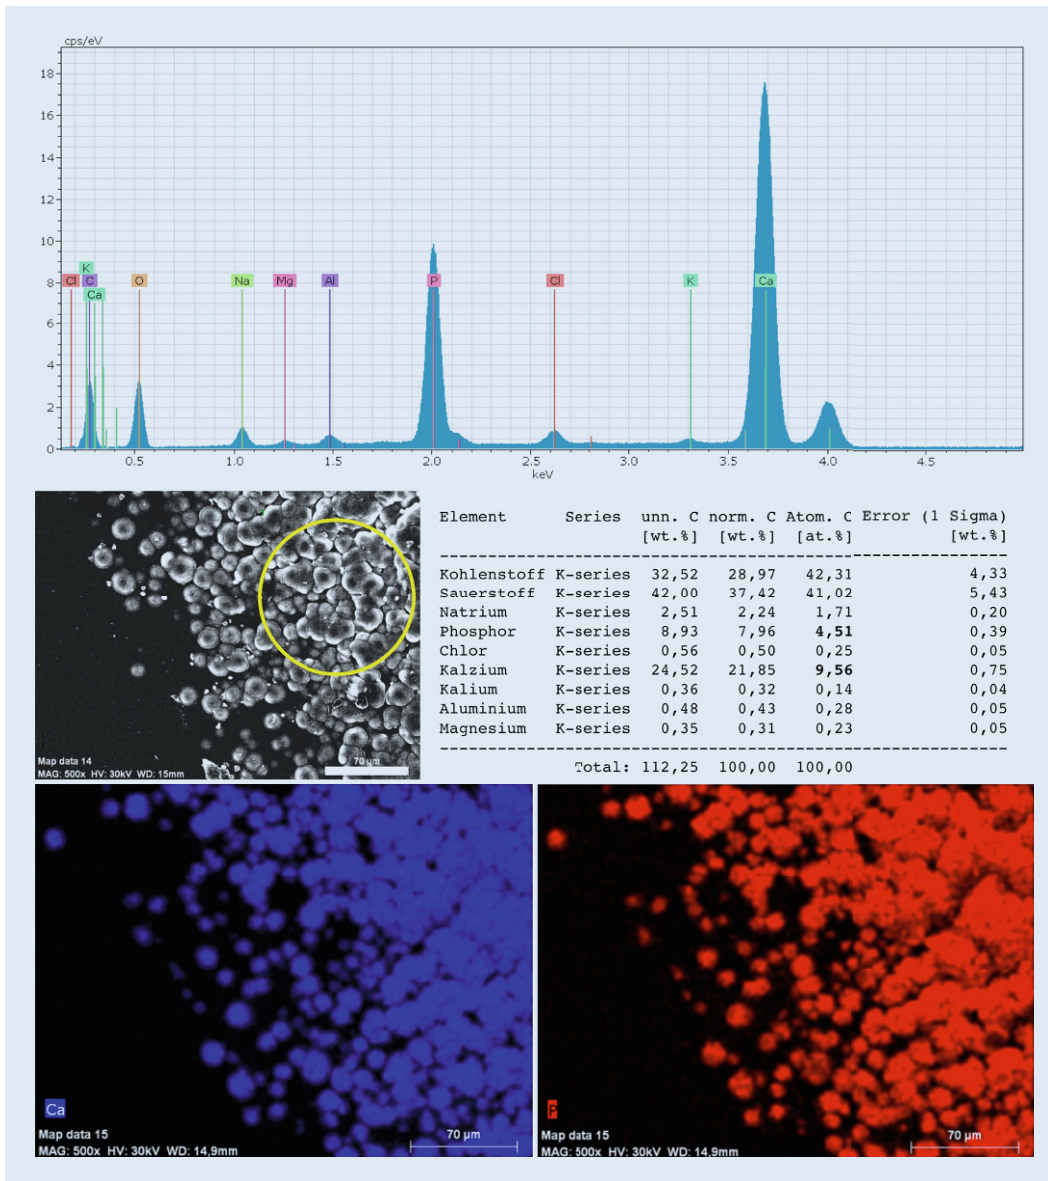 cps/eV
18
16
14
12
10
8
6
4
2
0
Cl K C Ca O Na Mg Al P Cl K Ca
0.5 1.0 1.5 2.0 2.5 3.0 3.5 4.0 4.5
keV
Element Series unn. C norm. C Atom. C Error (1 Sigma)
[wt.%] [wt.%] [at.%] [wt.%]
Kohlenstoff K-series 32,52 28,97 42,31 4,33
Sauerstoff K-series 42,00 37,42 41,02 5,43
Natrium K-series 2,51 2,24 1,71 0,20
Phosphor K-series 8,93 7,96 4,51 0,39
Chlor K-series 0,56 0,50 0,25 0,05
Kalzium K-series 24,52 21,85 9,56 0,75
Kalium K-series 0,36 0,32 0,14 0,04
Aluminium K-series 0,48 0,43 0,28 0,05
Magnesium K-series 0,35 0,31 0,23 0,05
Total: 112,25 100,00 100,00
Map data 14
MAG: 500x HV: 30kV WD: 15mm
70 µm
Ca
Map data 15
MAG: 500x HV: 30kV WD: 14,9mm
70 µm
P
Map data 15
MAG: 500x HV: 30kV WD: 14,9mm
70 µm